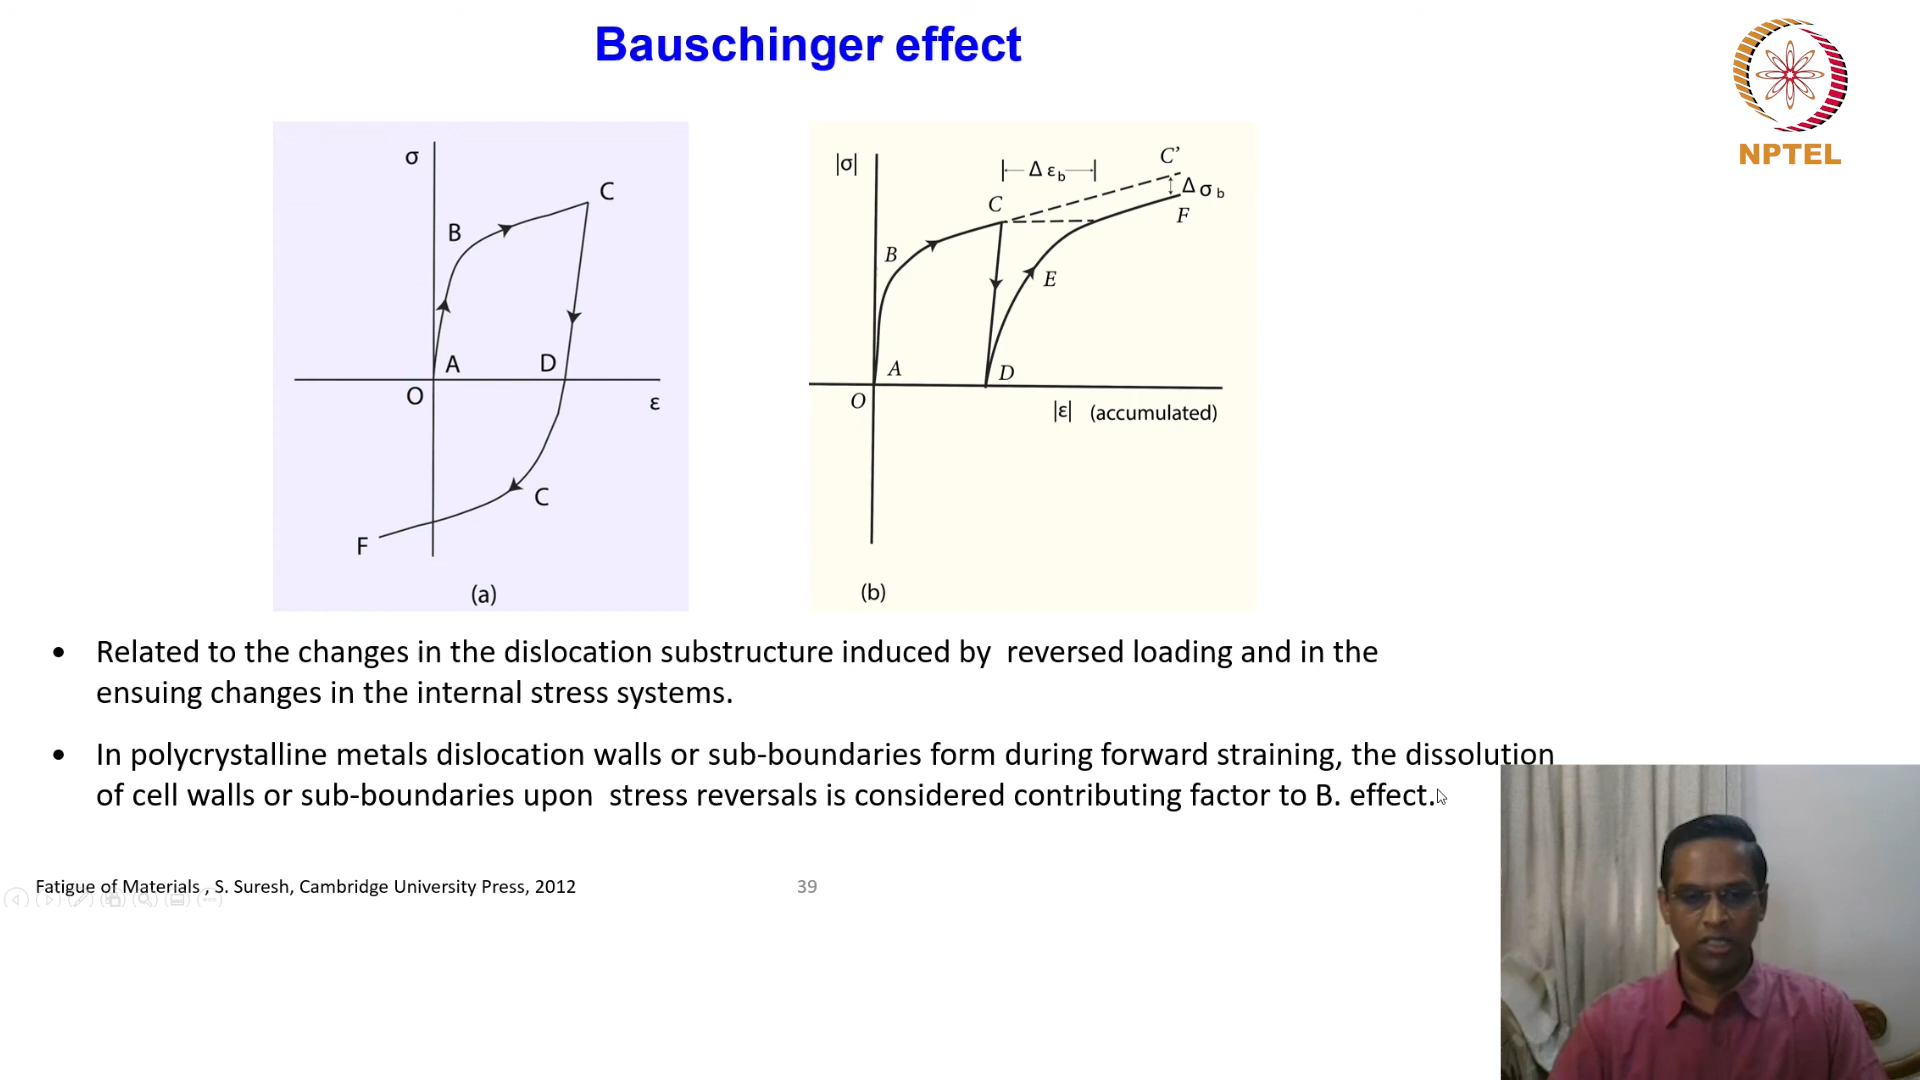 Bauschinger effect
NPTEL
σ
C
B
A
D
O
ε
C
F
(a)
|σ|
Δ εb
C’
Δ σb
C
F
B
E
A
D
O
|ε| (accumulated)
(b)
• Related to the changes in the dislocation substructure induced by reversed loading and in the
ensuing changes in the internal stress systems.
• In polycrystalline metals dislocation walls or sub-boundaries form during forward straining, the dissolution
of cell walls or sub-boundaries upon stress reversals is considered contributing factor to B. effect.
Fatigue of Materials , S. Suresh, Cambridge University Press, 2012
39